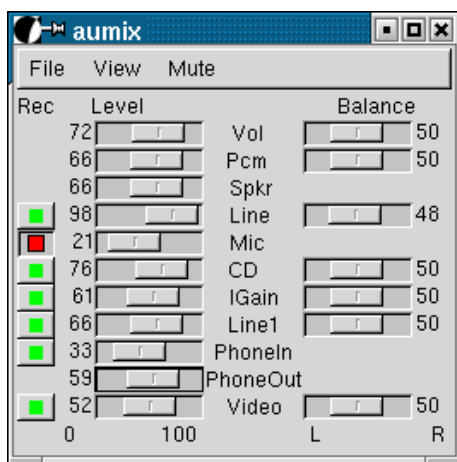 aumix
File View Mute
Rec Level Balance
72 Vol 50
66 Pcm 50
66 Spkr
98 Line 48
21 Mic
76 CD 50
61 IGain 50
66 Line1 50
33 PhoneIn
59 PhoneOut
52 Video 50
0 100 L R